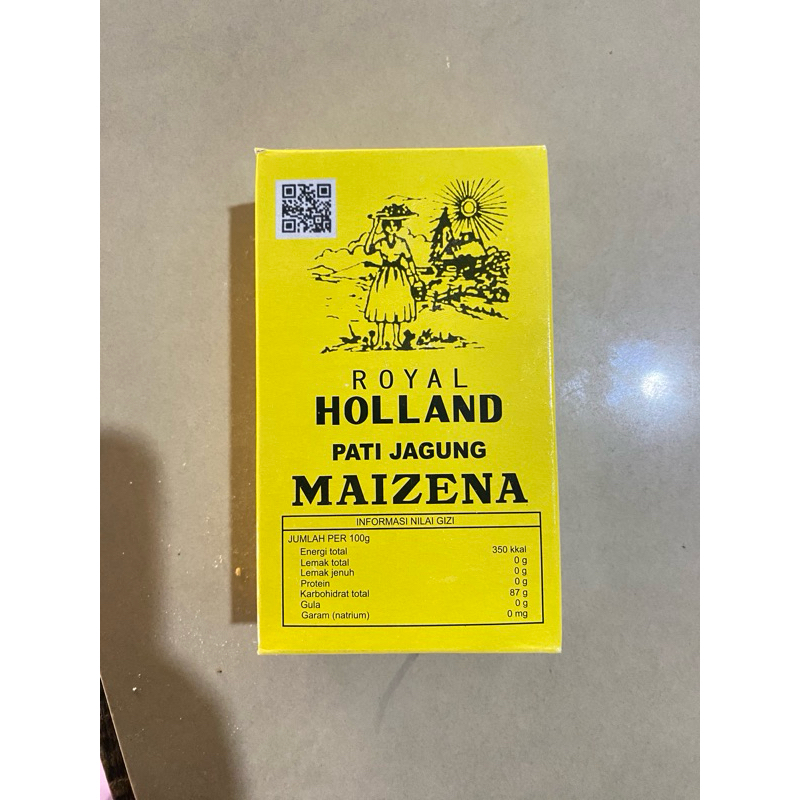 ROYAL
HOLLAND
PATI JAGUNG
MAIZENA
INFORMASI NILAI GIZI
JUMLAH PER 100g
Energi total 350 kkal
Lemak total 0 g
Lemak jenuh 0 g
Protein 0 g
Karbohidrat total 87 g
Gula 0 g
Garam (natrium) 0 mg